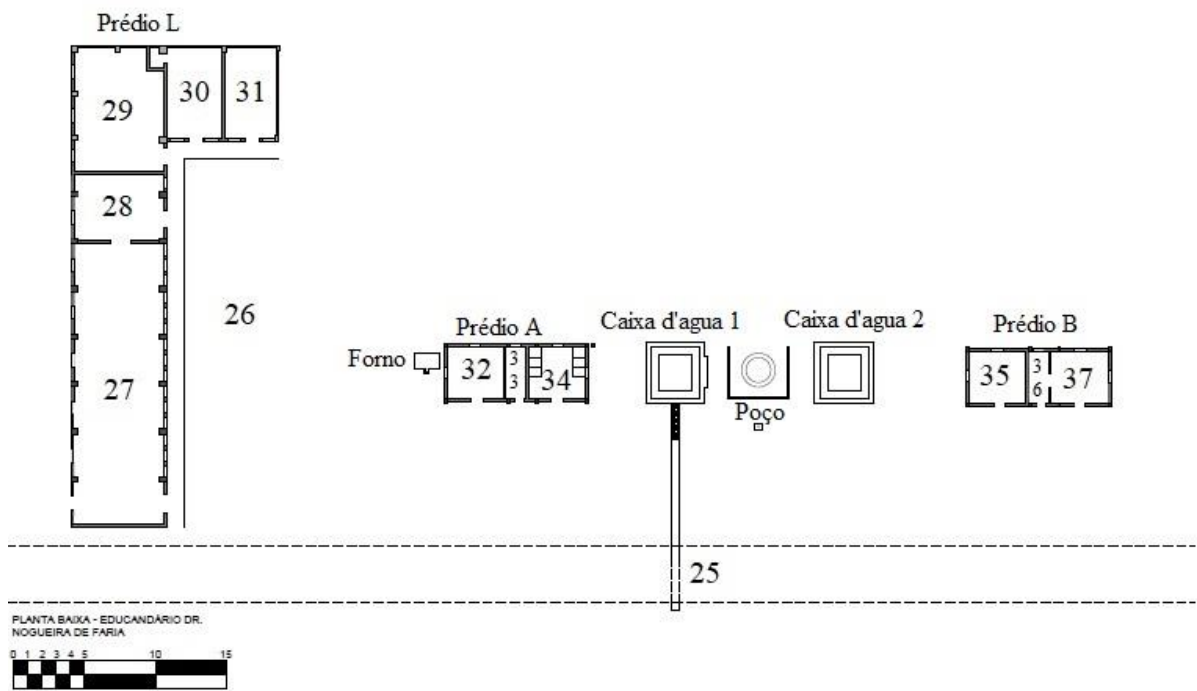 Prédio L
29
30
31
28
26
27
Prédio A
Caixa d'agua 1
Caixa d'agua 2
Prédio B
Forno
32
3
3
34
35
3
6
37
Poço
25
PLANTA BAIXA - EDUCANDÁRIO DR.
NOGUEIRA DE FARIA
0 1 2 3 4 5 10 15